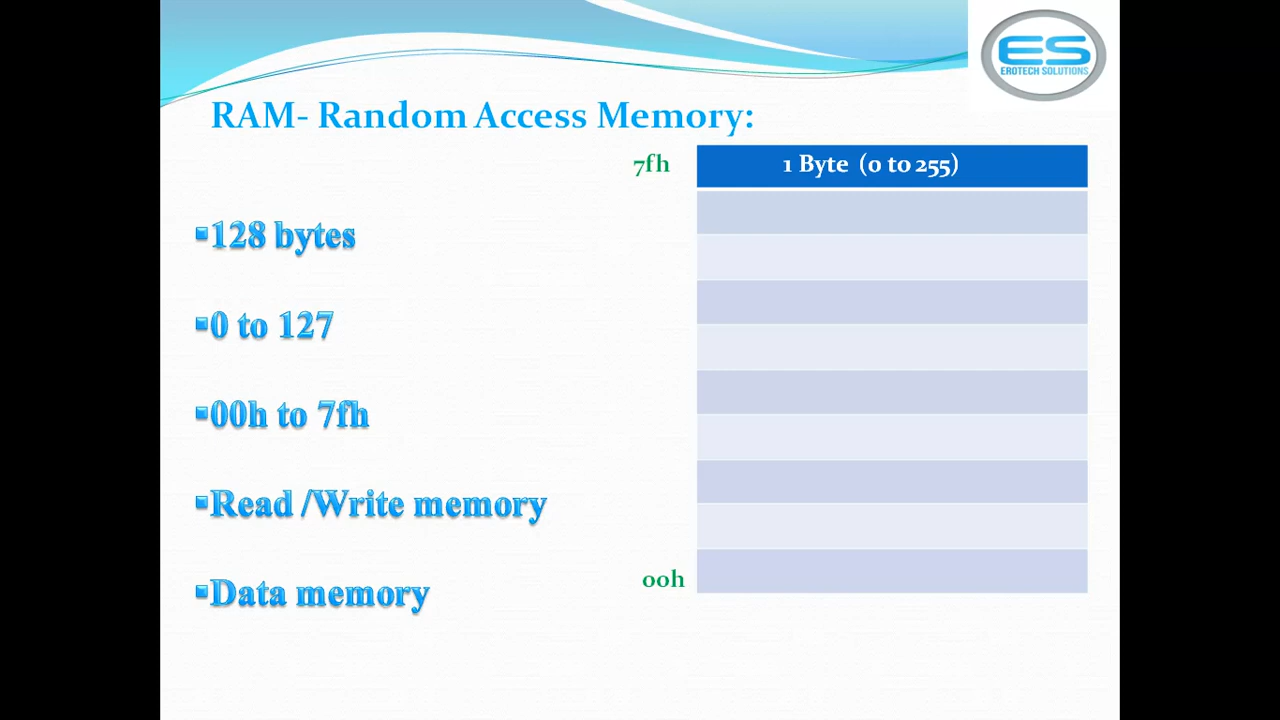 ES
EROTECH SOLUTIONS
RAM- Random Access Memory:
7fh
1 Byte (0 to 255)
128 bytes
0 to 127
00h to 7fh
Read /Write memory
00h
Data memory